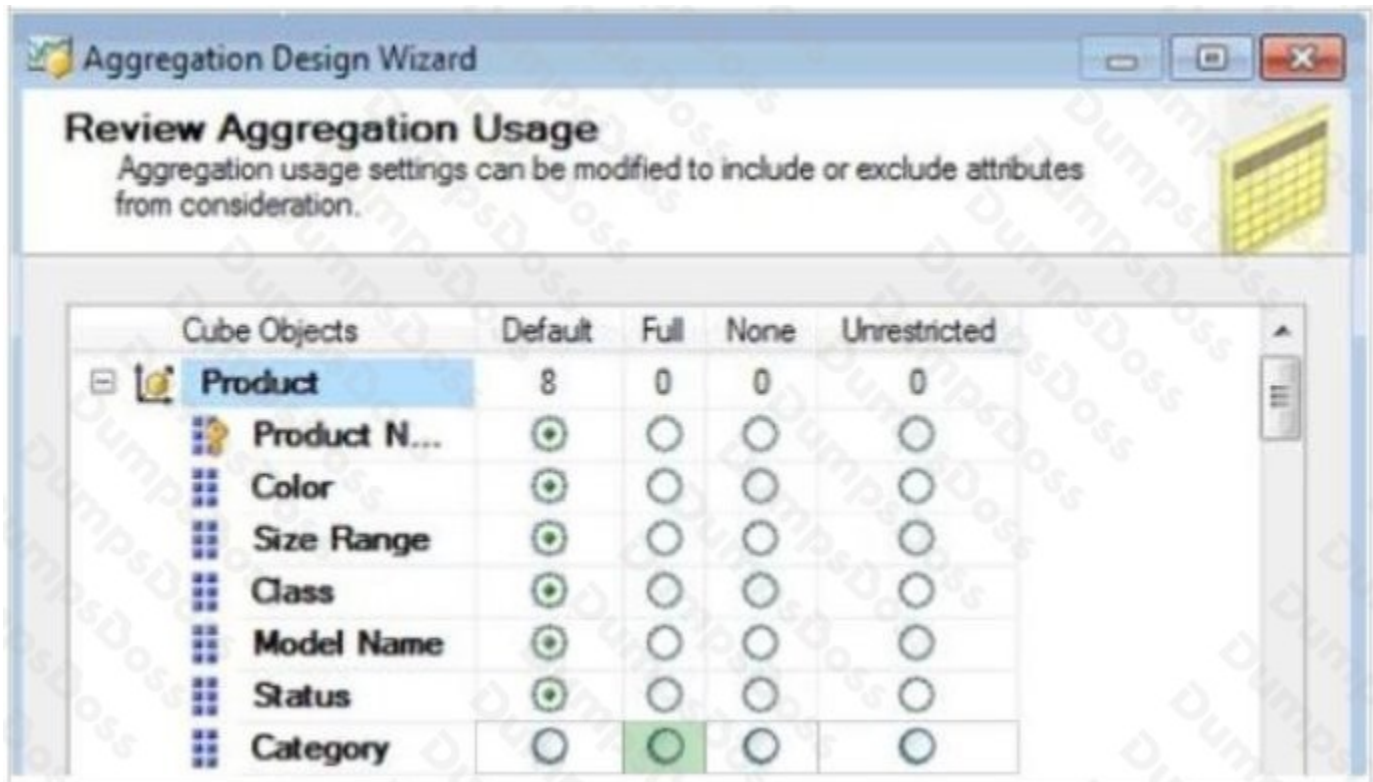 Aggregation Design Wizard
Review Aggregation Usage
Aggregation usage settings can be modified to include or exclude attributes
from consideration.
Cube Objects Default Full None Unrestricted
Product 8 0 0 0
Product N...
Color
Size Range
Class
Model Name
Status
Category
DumpsDoss